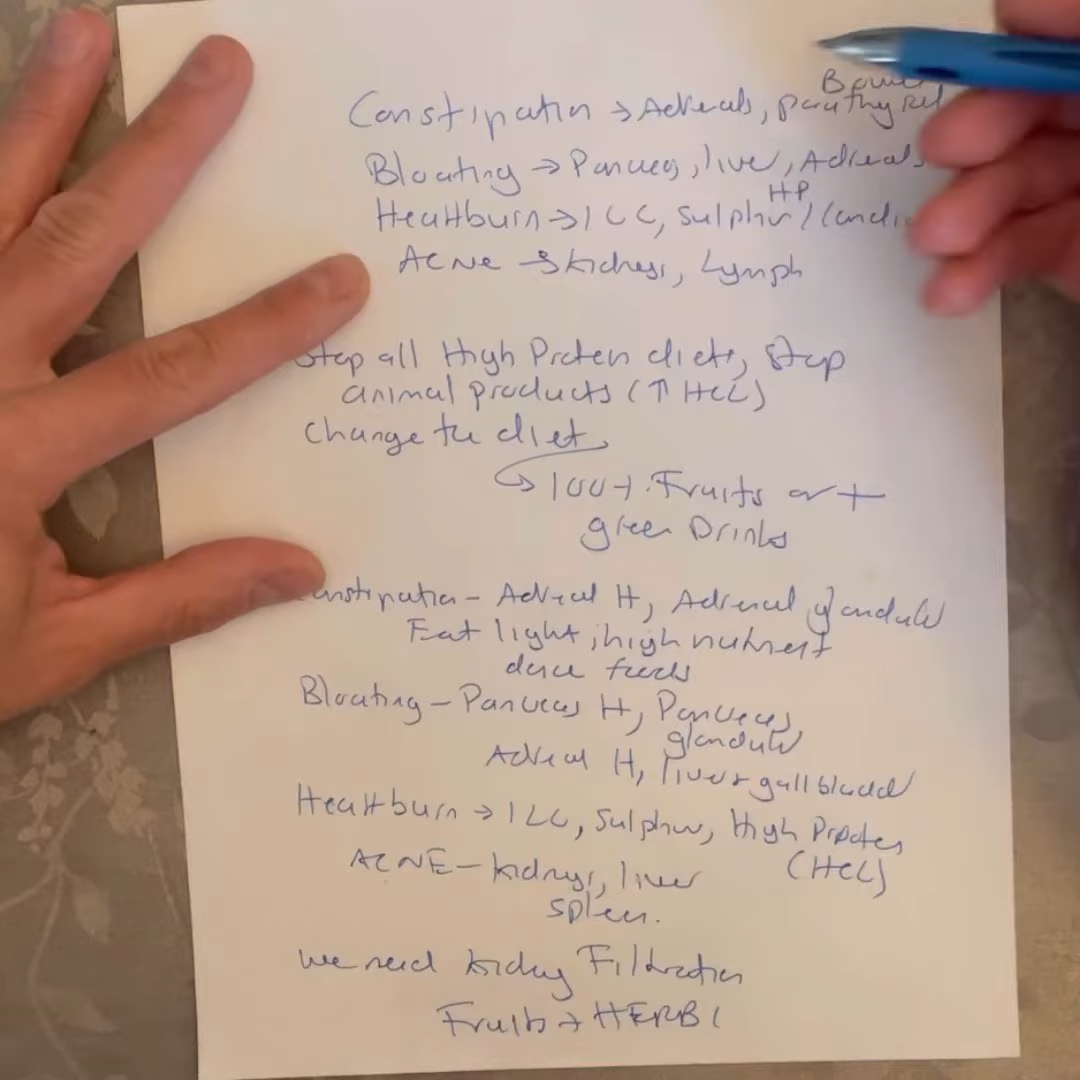 Bowel
Constipation → Adrenals, parathyroid
Bloating → Pancreas, liver, Adrenals
HP
Heartburn → ICC, sulphur /
Acne → kidneys, Lymph
Stop all High Protein diets, stop
animal products (↑ HCL)
Change the diet
100%. Fruits or +
green Drinks
Constipation - Adrenal H, Adrenal glandular
Eat light, high nutrient
dense foods
Bloating - Pancreas H, Pancreas
glandular
Adrenal H, liver + gallbladder
Heartburn → ICC, Sulphur, High Protein
(HCL)
ACNE - kidneys, liver
spleen.
we need kidney Filtration
Fruits + HERBS